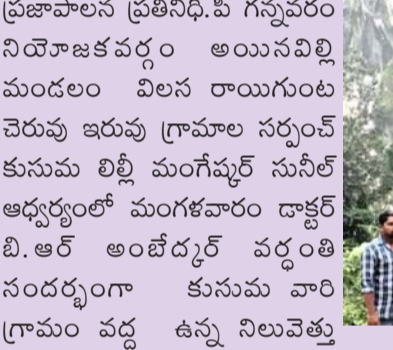 ప్రజాపాలన ప్రతినిధి.పి గన్నవరం
నియోజకవర్గం అయినవిల్లి
మండలం విలస రాయిగుంట
చెరువు ఇరువు గ్రామాల సర్పంచ్
కుసుమ లిల్లీ మంగేష్కర్ సునీల్
ఆధ్వర్యంలో మంగళవారం డాక్టర్
బి.ఆర్ అంబేద్కర్ వర్ధంతి
సందర్భంగా కుసుమ వారి
గ్రామం వద్ద ఉన్న నిలువెత్తు